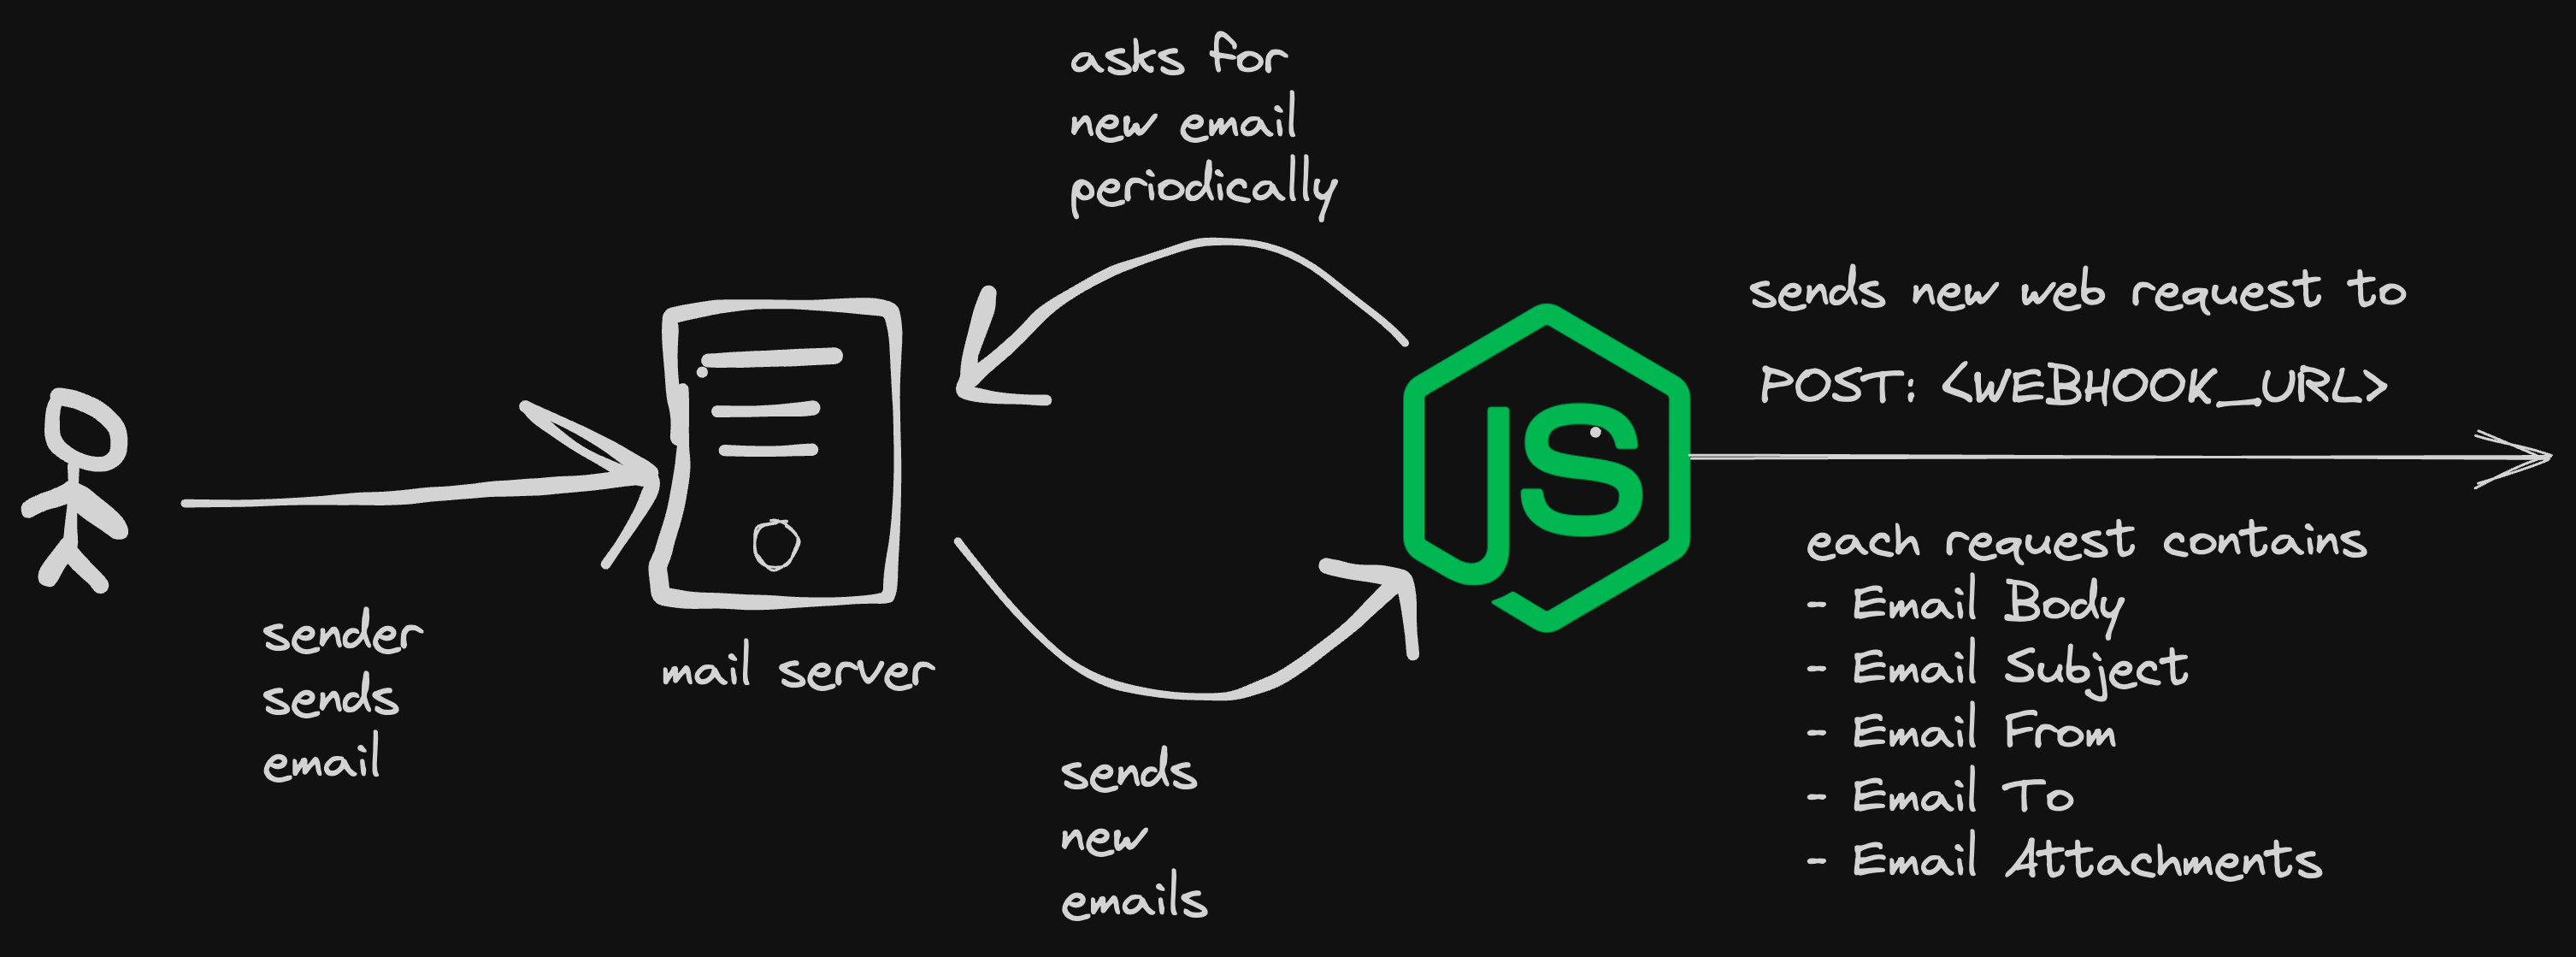 asks for
new email
periodically
sends new web request to
POST: <WEBHOOK_URL>
JS
each request contains
- Email Body
- Email Subject
- Email From
- Email To
- Email Attachments
sender
sends
email
mail server
sends
new
emails